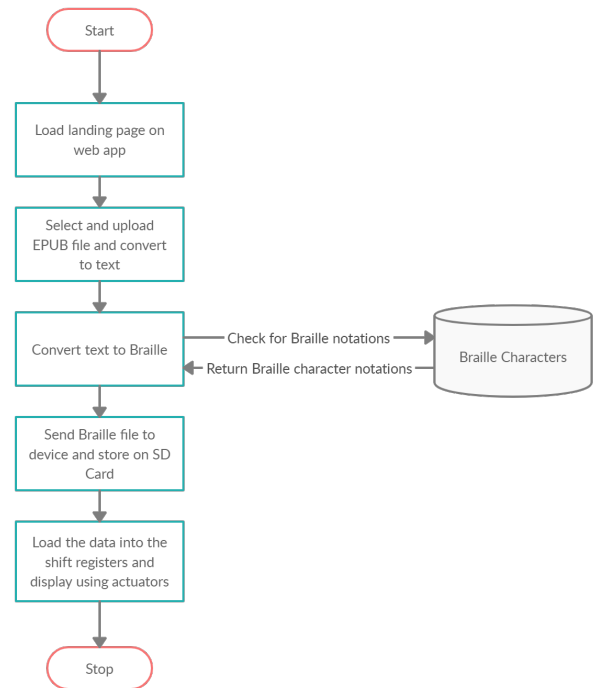 Start
Load landing page on
web app
Select and upload
EPUB file and convert
to text
Convert text to Braille
Check for Braille notations
Return Braille character notations
Braille Characters
Send Braille file to
device and store on SD
Card
Load the data into the
shift registers and
display using actuators
Stop